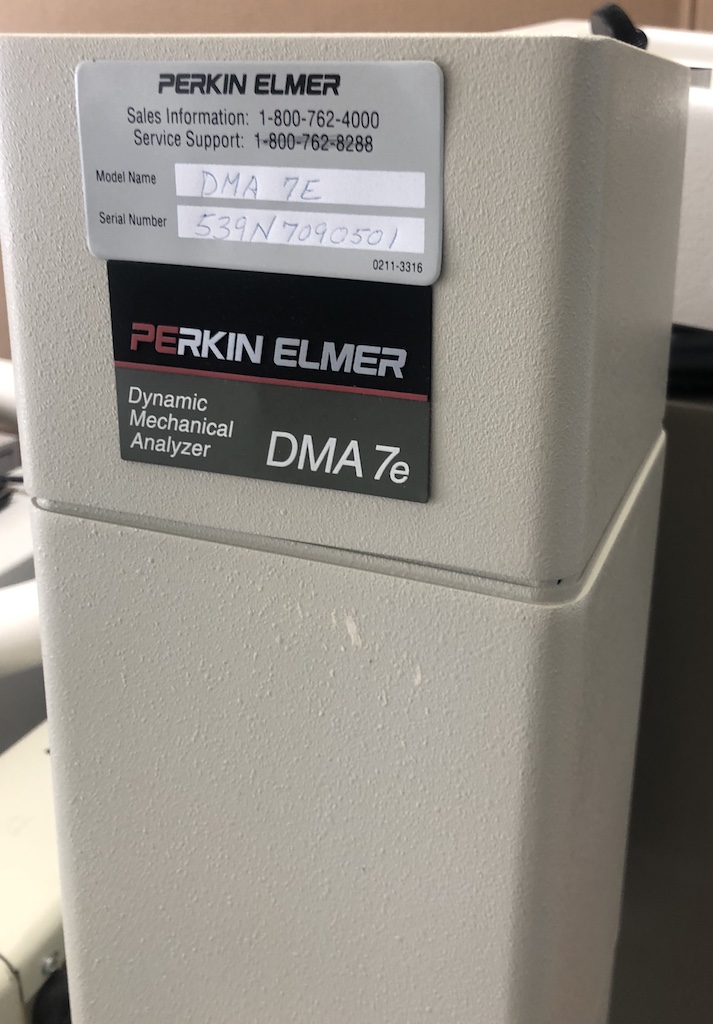 PERKIN ELMER
Sales Information: 1-800-762-4000
Service Support: 1-800-762-8288
Model Name DMA 7E
Serial Number 539N7090501
0211-3316
PERKIN ELMER
Dynamic
Mechanical
Analyzer
DMA 7e